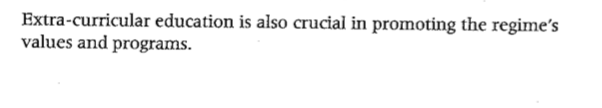 Extra-curricular education is also crucial in promoting the regime's
values and programs.